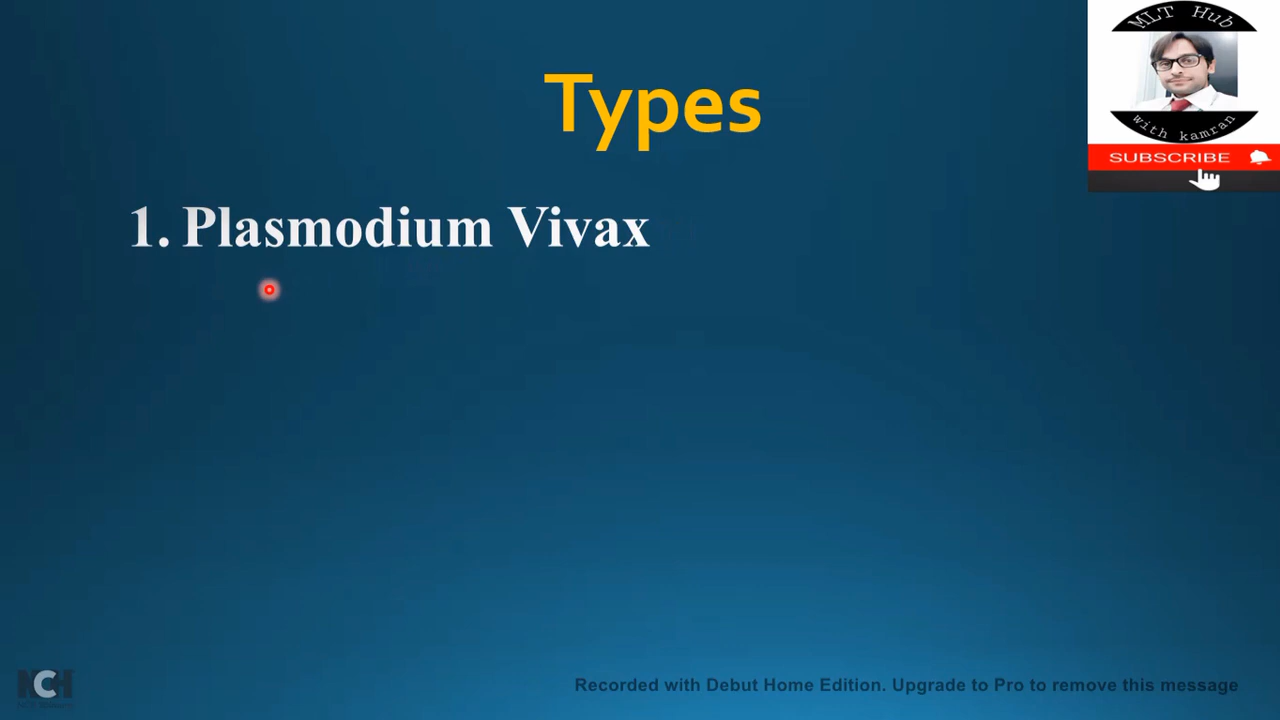 MLT Hub
Types
with kamran
SUBSCRIBE
1. Plasmodium Vivax
NCH
Recorded with Debut Home Edition. Upgrade to Pro to remove this message